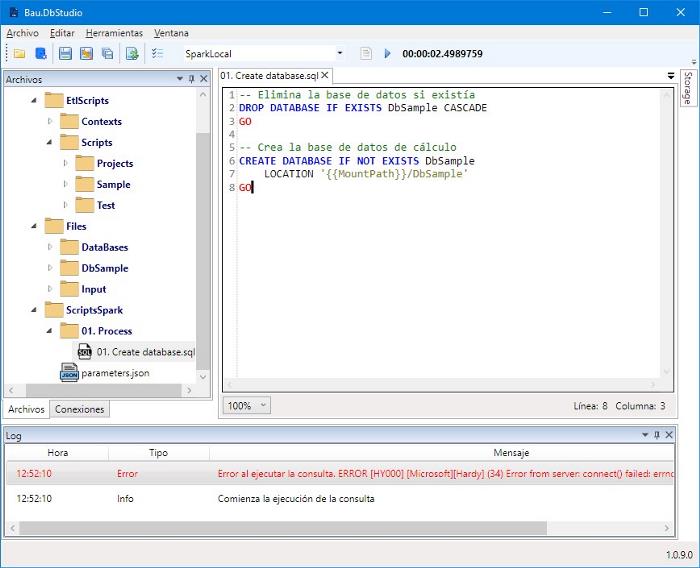 Bau.DbStudio
Archivo Editar Herramientas Ventana
SparkLocal 00:00:02.4989759
Archivos
EtlScripts
Contexts
Scripts
Projects
Sample
Test
Files
DataBases
DbSample
Input
ScriptsSpark
01. Process
SQL 01. Create database.sql
JSON parameters.json
Archivos Conexiones
01. Create database.sql
1 -- Elimina la base de datos si existía
2 DROP DATABASE IF EXISTS DbSample CASCADE
3 GO
4
5 -- Crea la base de datos de cálculo
6 CREATE DATABASE IF NOT EXISTS DbSample
7 LOCATION '{{MountPath}}/DbSample'
8 GO
100% Línea: 8 Columna: 3
Storage
Log
Hora Tipo Mensaje
12:52:10 Error Error al ejecutar la consulta. ERROR [HY000] [Microsoft][Hardy] (34) Error from server: connect() failed: errno
12:52:10 Info Comienza la ejecución de la consulta
1.0.9.0